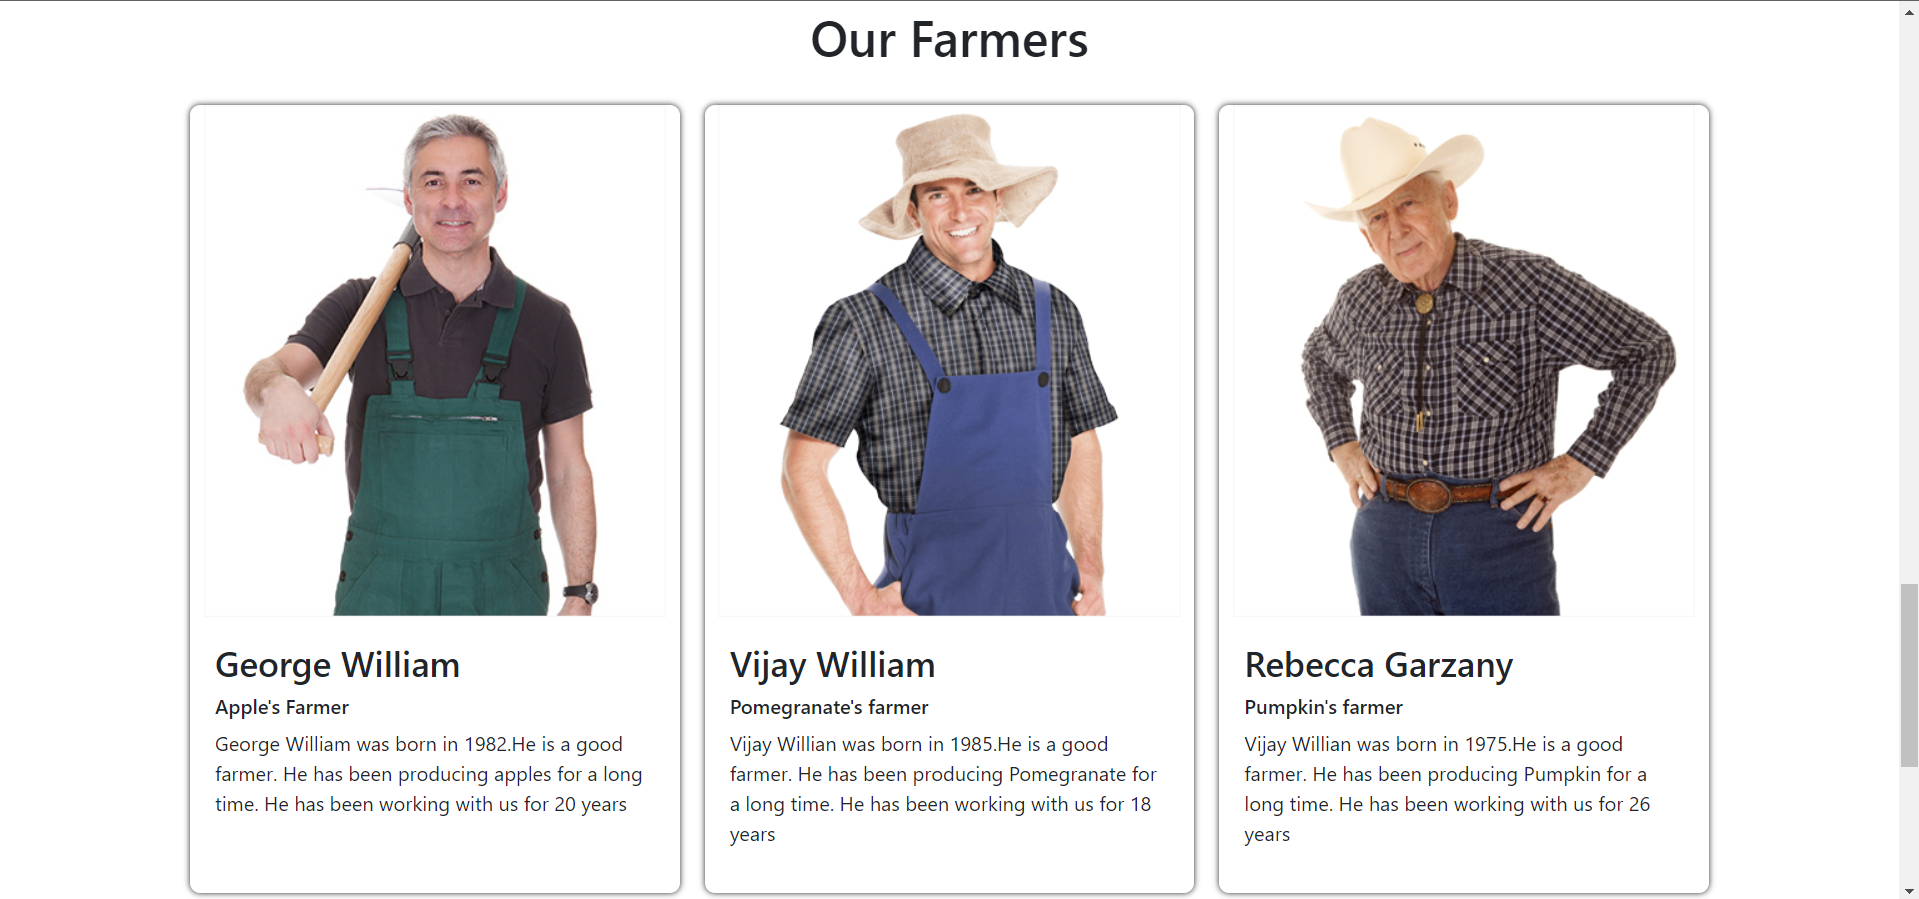 Our Farmers
George William
Apple's Farmer
George William was born in 1982.He is a good
farmer. He has been producing apples for a long
time. He has been working with us for 20 years
Vijay William
Pomegranate's farmer
Vijay Willian was born in 1985.He is a good
farmer. He has been producing Pomegranate for
a long time. He has been working with us for 18
years
Rebecca Garzany
Pumpkin's farmer
Vijay Willian was born in 1975.He is a good
farmer. He has been producing Pumpkin for a
long time. He has been working with us for 26
years